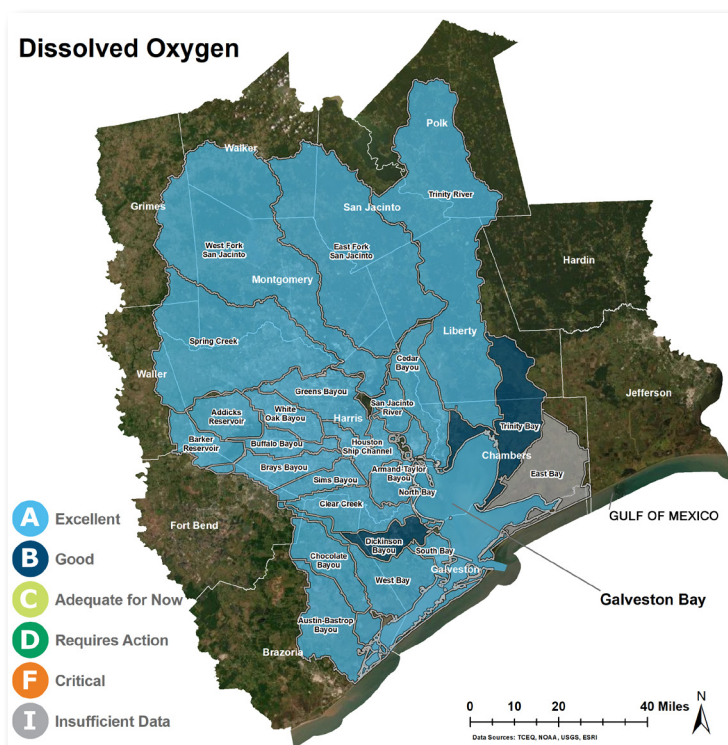 Dissolved Oxygen
Polk
Walker
Trinity River
Grimes
San Jacinto
West Fork
San Jacinto
East Fork
San Jacinto
Hardin
Montgomery
Liberty
Spring Creek
Cedar
Bayou
Waller
Jefferson
Greens Bayou
San Jacinto
River
Addicks
Reservoir
White
Oak Bayou
Harris
Trinity Bay
Barker
Reservoir
Buffalo Bayou
Houston
Ship Channel
Chambers
Brays Bayou
Armand-Taylor
Bayou
East Bay
Sims Bayou
North Bay
Clear Creek
GULF OF MEXICO
A Excellent
Fort Bend
B Good
Dickinson
Bayou
South Bay
Chocolate
Bayou
Galveston
West Bay
C Adequate for Now
Galveston Bay
Austin-Bastrop
Bayou
D Requires Action
Brazoria
F Critical
I Insufficient Data
0 10 20 40 Miles
N
Data Sources: TCEQ, NOAA, USGS, ESRI